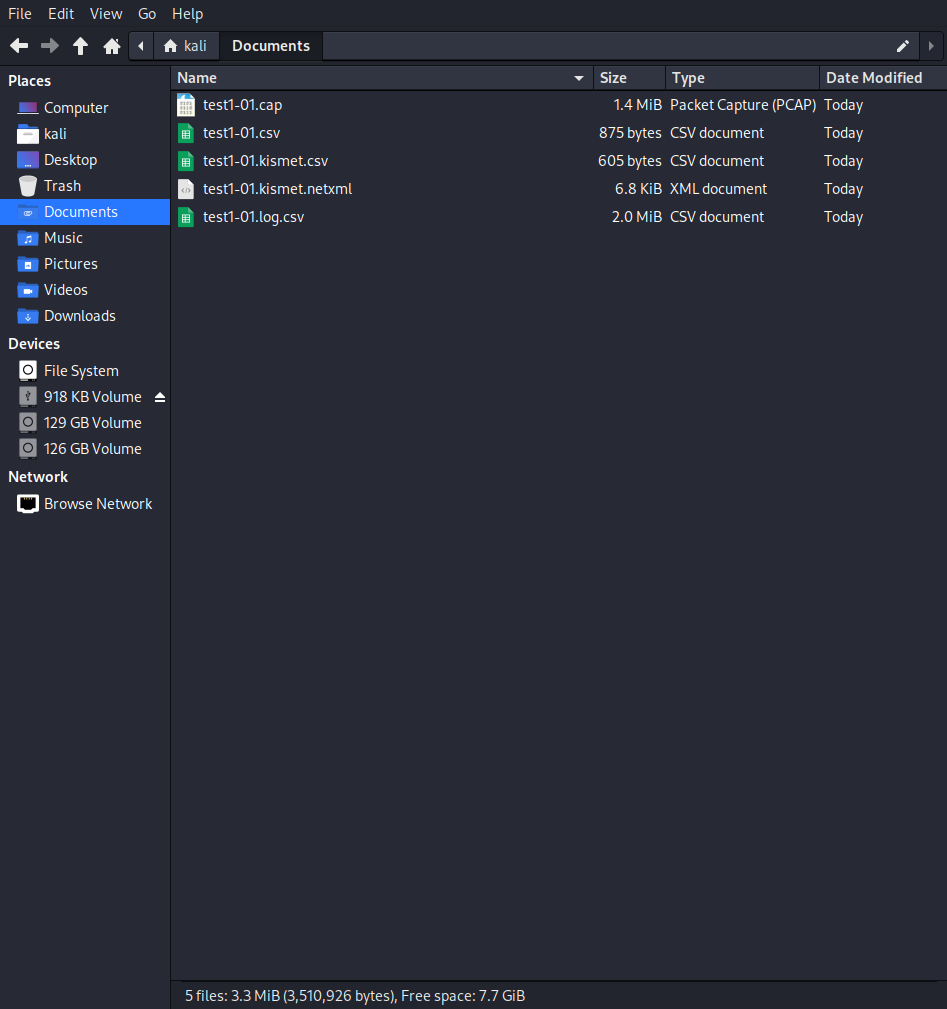 File Edit View Go Help
kali Documents
Places
Computer
kali
Desktop
Trash
Documents
Music
Pictures
Videos
Downloads
Devices
File System
918 KB Volume
129 GB Volume
126 GB Volume
Network
Browse Network
Name Size Type Date Modified
test1-01.cap 1.4 MiB Packet Capture (PCAP) Today
test1-01.csv 875 bytes CSV document Today
test1-01.kismet.csv 605 bytes CSV document Today
test1-01.kismet.netxml 6.8 KiB XML document Today
test1-01.log.csv 2.0 MiB CSV document Today
5 files: 3.3 MiB (3,510,926 bytes), Free space: 7.7 GiB